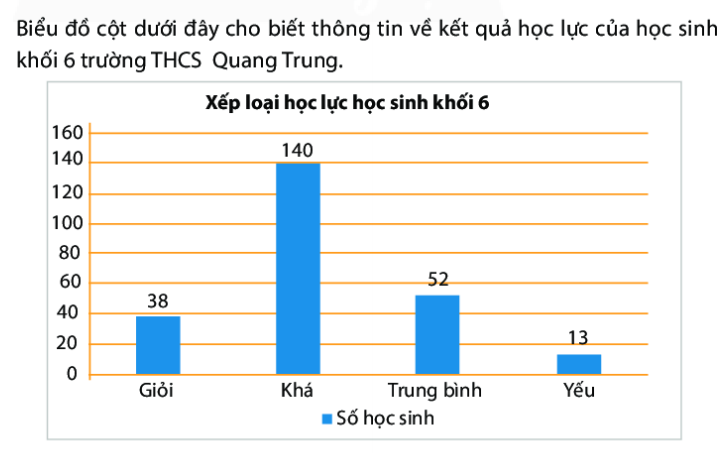 Biểu đồ cột dưới đây cho biết thông tin về kết quả học lực của học sinh
khối 6 trường THCS Quang Trung.
Xếp loại học lực học sinh khối 6
160
140
120
100
80
60
40
20
0
38
140
52
13
Giỏi Khá Trung bình Yếu
Số học sinh